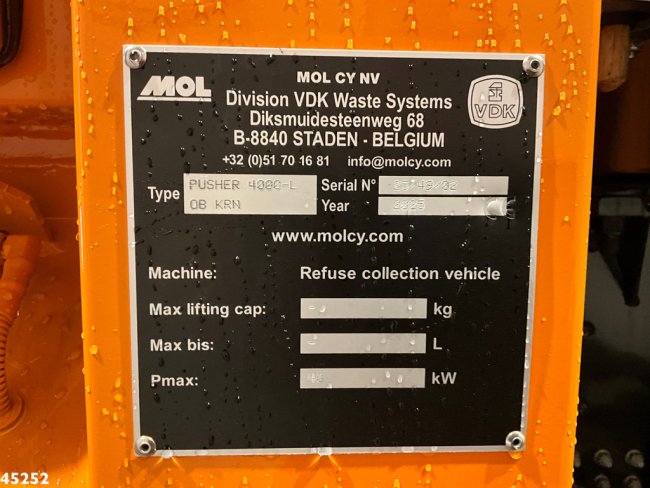 MOL
MOL CY NV
Division VDK Waste Systems
Diksmuidesteenweg 68
B-8840 STADEN - BELGIUM
VDK
+32 (0)51 70 16 81 info@molcy.com
Type PUSHER 4000-L Serial N°
OB KRN Year
www.molcy.com
Machine: Refuse collection vehicle
Max lifting cap: - kg
Max bis: - L
Pmax: kW
45252